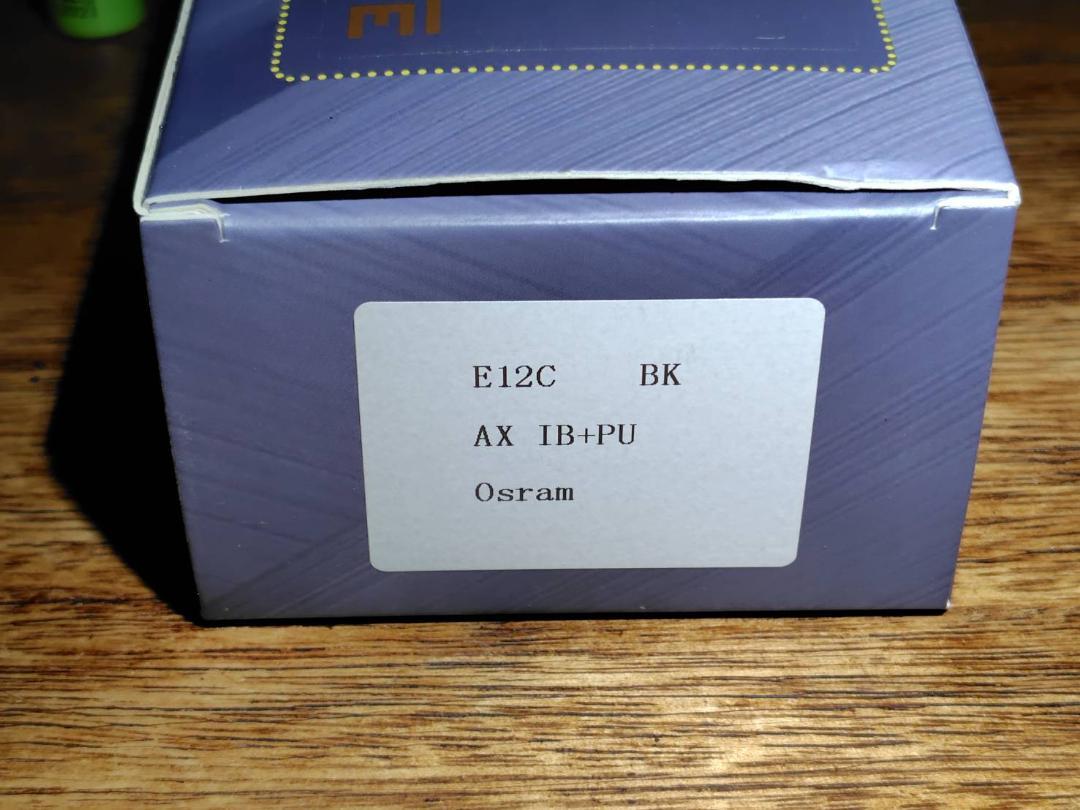 E12C BK
AX IB+PU
Osram